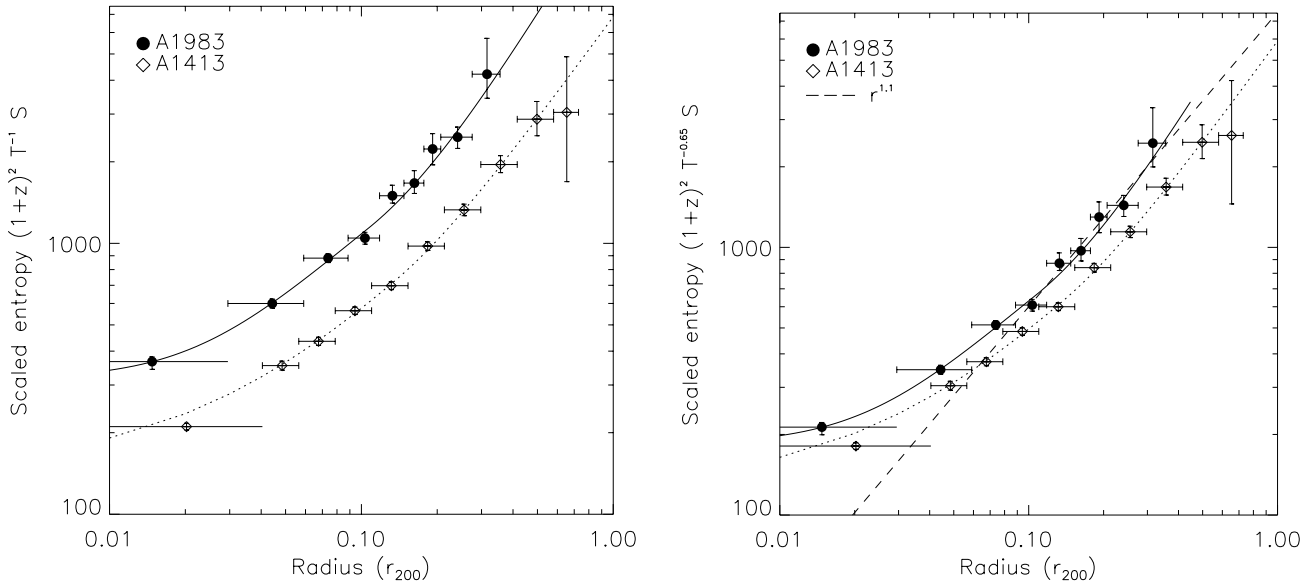 A1983
A1413
1000
100
0.01
0.10
1.00
Radius (r200)
Scaled entropy (1+z)² T⁻¹ S
A1983
A1413
r¹·¹
1000
100
0.01
0.10
1.00
Radius (r200)
Scaled entropy (1+z)² T⁻⁰·⁶⁵ S